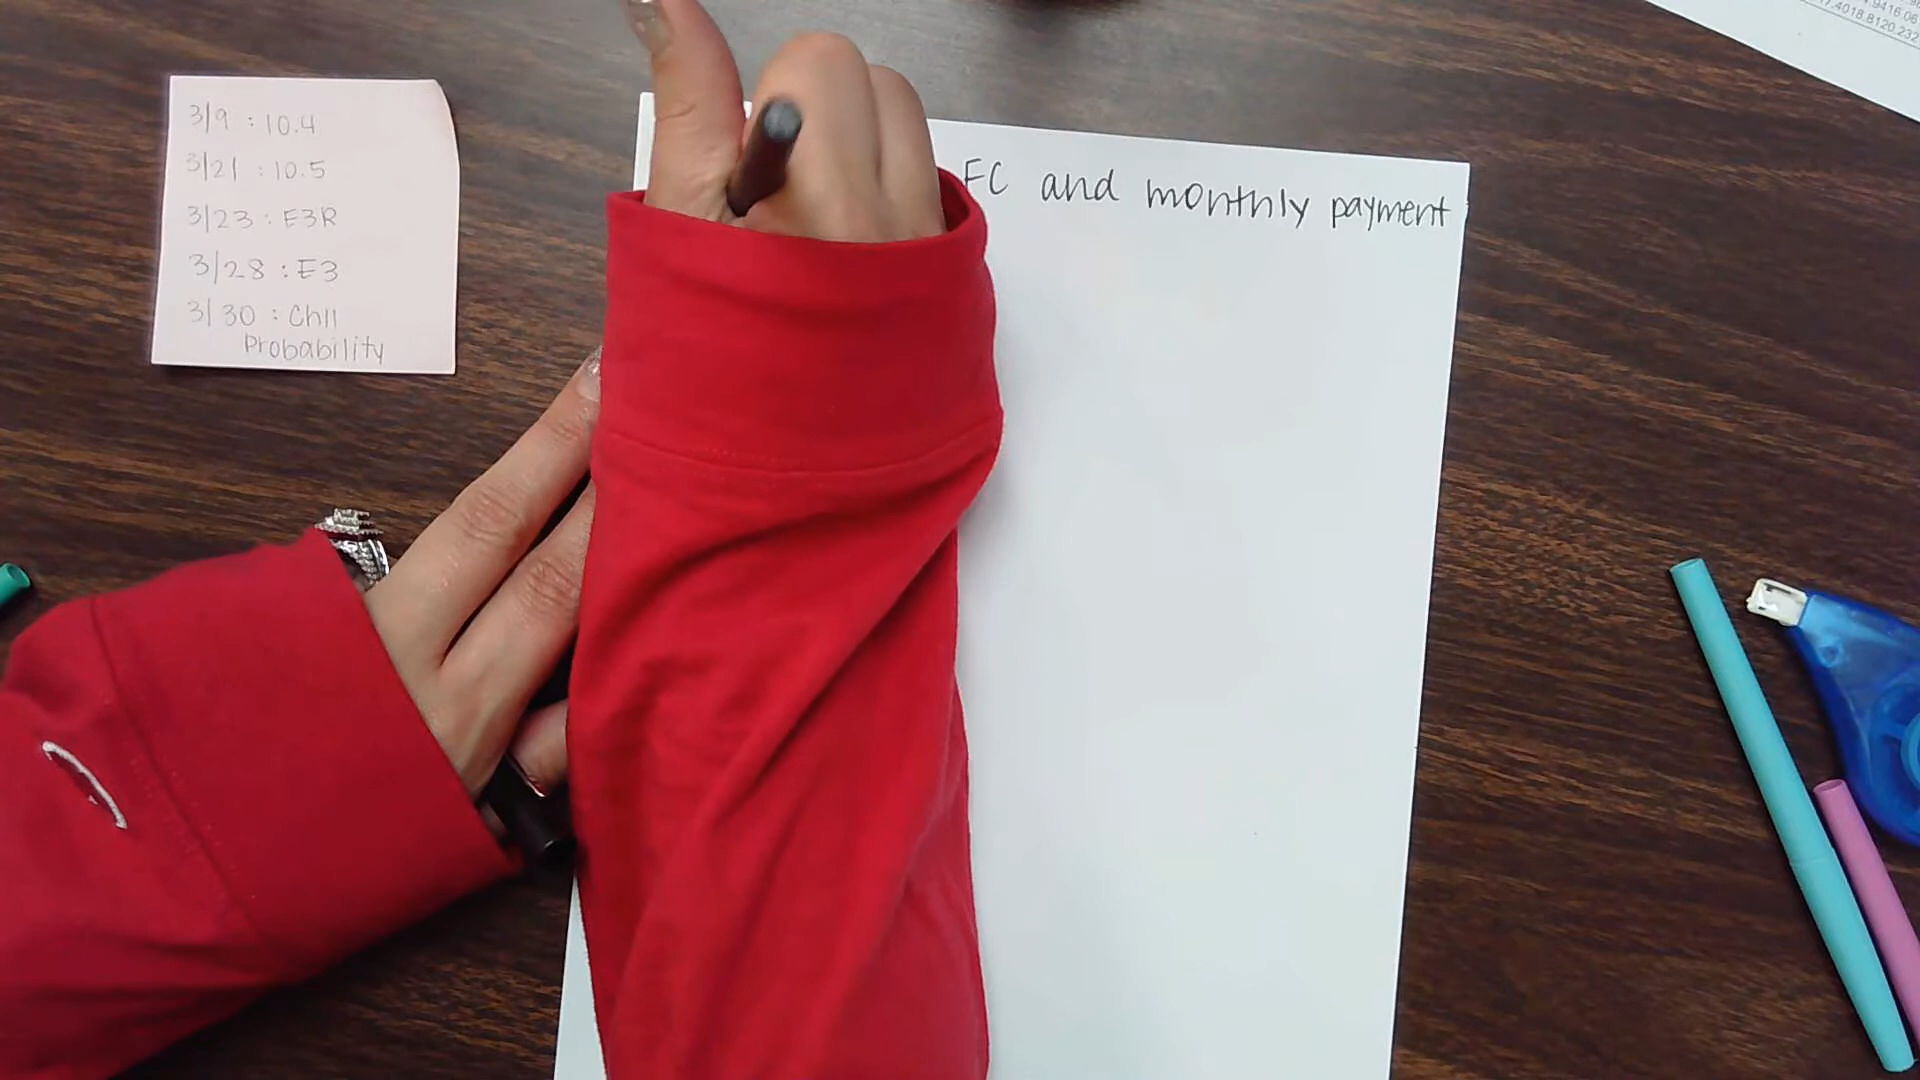 3/9 : 10.4
3/21 : 10.5
3/23 : E3R
3/28 : E3
3/30 : Ch11
Probability
FC and monthly payment